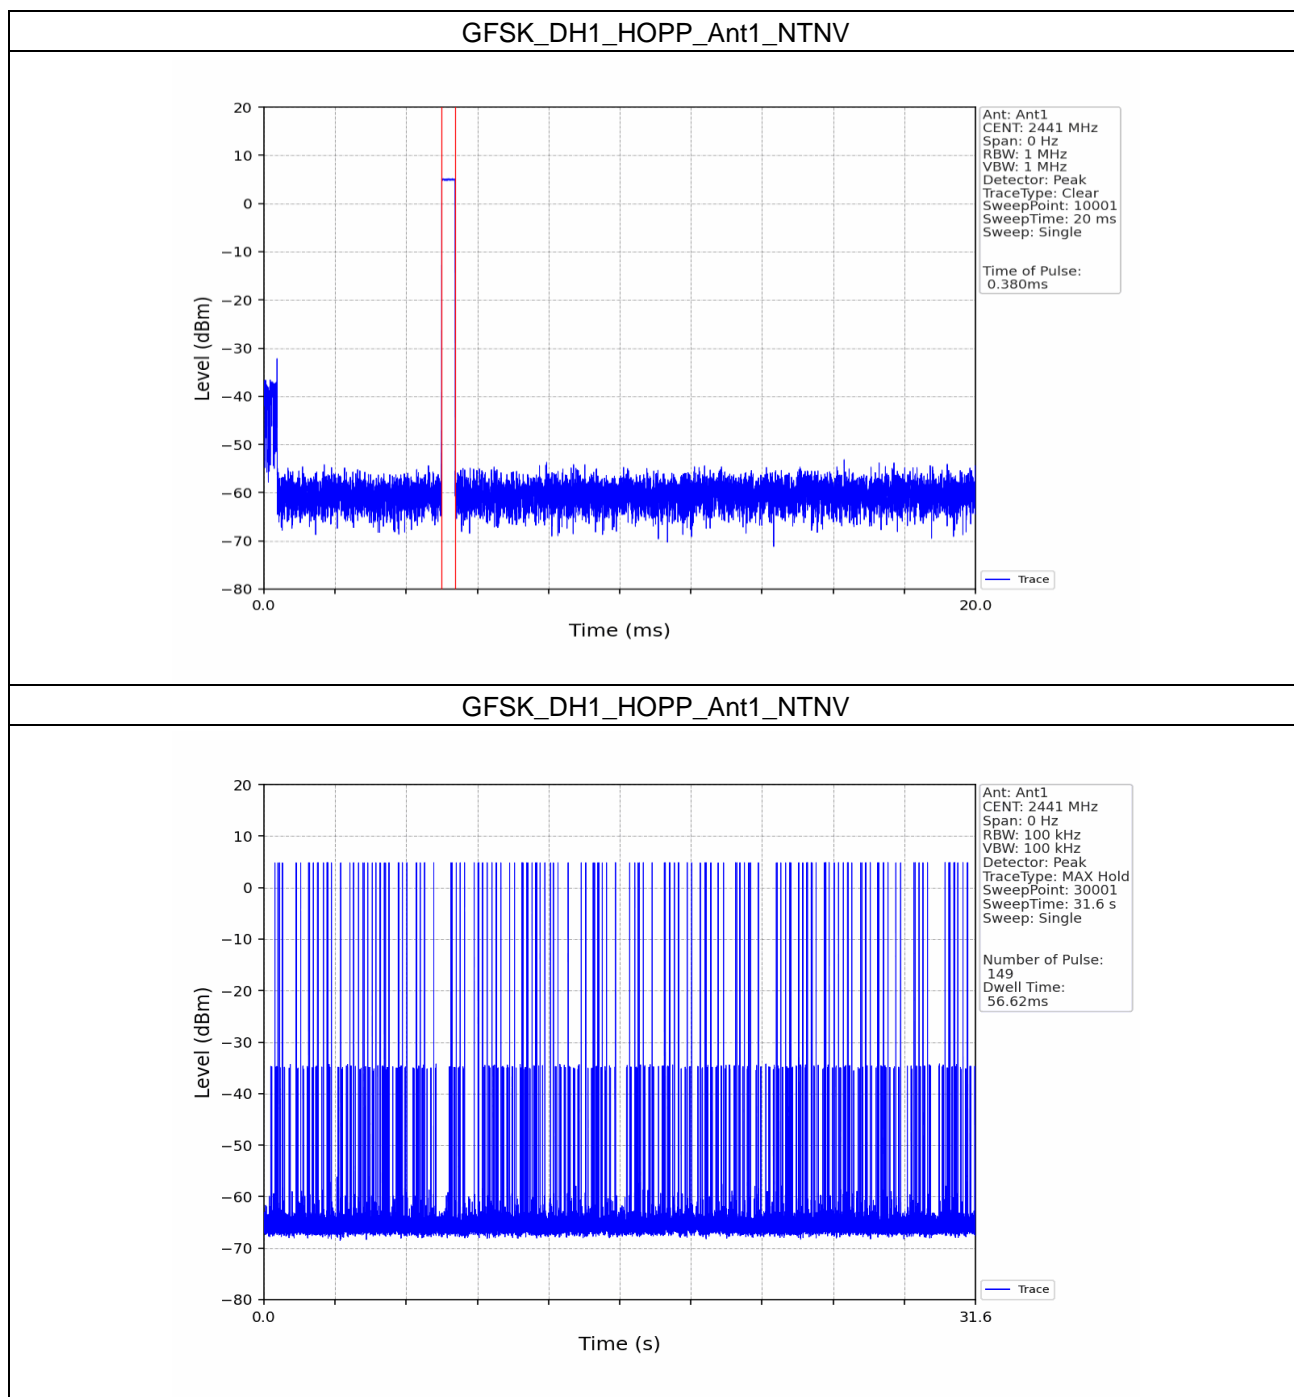 GFSK_DH1_HOPP_Ant1_NTNV
20
10
0
−10
−20
−30
−40
−50
−60
−70
−80
Level (dBm)
0.0
20.0
Time (ms)
Ant: Ant1
CENT: 2441 MHz
Span: 0 Hz
RBW: 1 MHz
VBW: 1 MHz
Detector: Peak
TraceType: Clear
SweepPoint: 10001
SweepTime: 20 ms
Sweep: Single
Time of Pulse:
0.380ms
Trace
GFSK_DH1_HOPP_Ant1_NTNV
20
10
0
−10
−20
−30
−40
−50
−60
−70
−80
Level (dBm)
0.0
31.6
Time (s)
Ant: Ant1
CENT: 2441 MHz
Span: 0 Hz
RBW: 100 kHz
VBW: 100 kHz
Detector: Peak
TraceType: MAX Hold
SweepPoint: 30001
SweepTime: 31.6 s
Sweep: Single
Number of Pulse:
149
Dwell Time:
56.62ms
Trace